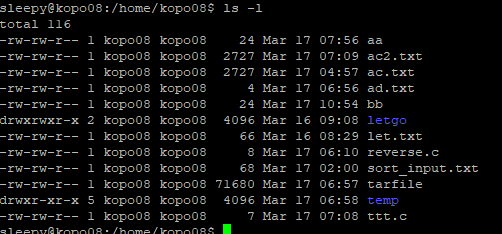 sleepy@kopo08:/home/kopo08$ ls -l
total 116
-rw-rw-r-- 1 kopo08 kopo08    24 Mar 17 07:56 aa
-rw-rw-r-- 1 kopo08 kopo08  2727 Mar 17 07:09 ac2.txt
-rw-rw-r-- 1 kopo08 kopo08  2727 Mar 17 04:57 ac.txt
-rw-rw-r-- 1 kopo08 kopo08     4 Mar 17 06:56 ad.txt
-rw-rw-r-- 1 kopo08 kopo08    24 Mar 17 10:54 bb
drwxrwxr-x 2 kopo08 kopo08  4096 Mar 16 09:08 letgo
-rw-rw-r-- 1 kopo08 kopo08    66 Mar 16 08:29 let.txt
-rw-rw-r-- 1 kopo08 kopo08     8 Mar 17 06:10 reverse.c
-rw-rw-r-- 1 kopo08 kopo08    68 Mar 17 02:00 sort_input.txt
-rw-rw-r-- 1 kopo08 kopo08 71680 Mar 17 06:57 tarfile
drwxr-xr-x 5 kopo08 kopo08  4096 Mar 17 06:58 temp
-rw-rw-r-- 1 kopo08 kopo08     7 Mar 17 07:08 ttt.c
sleepy@kopo08:/home/kopo08$